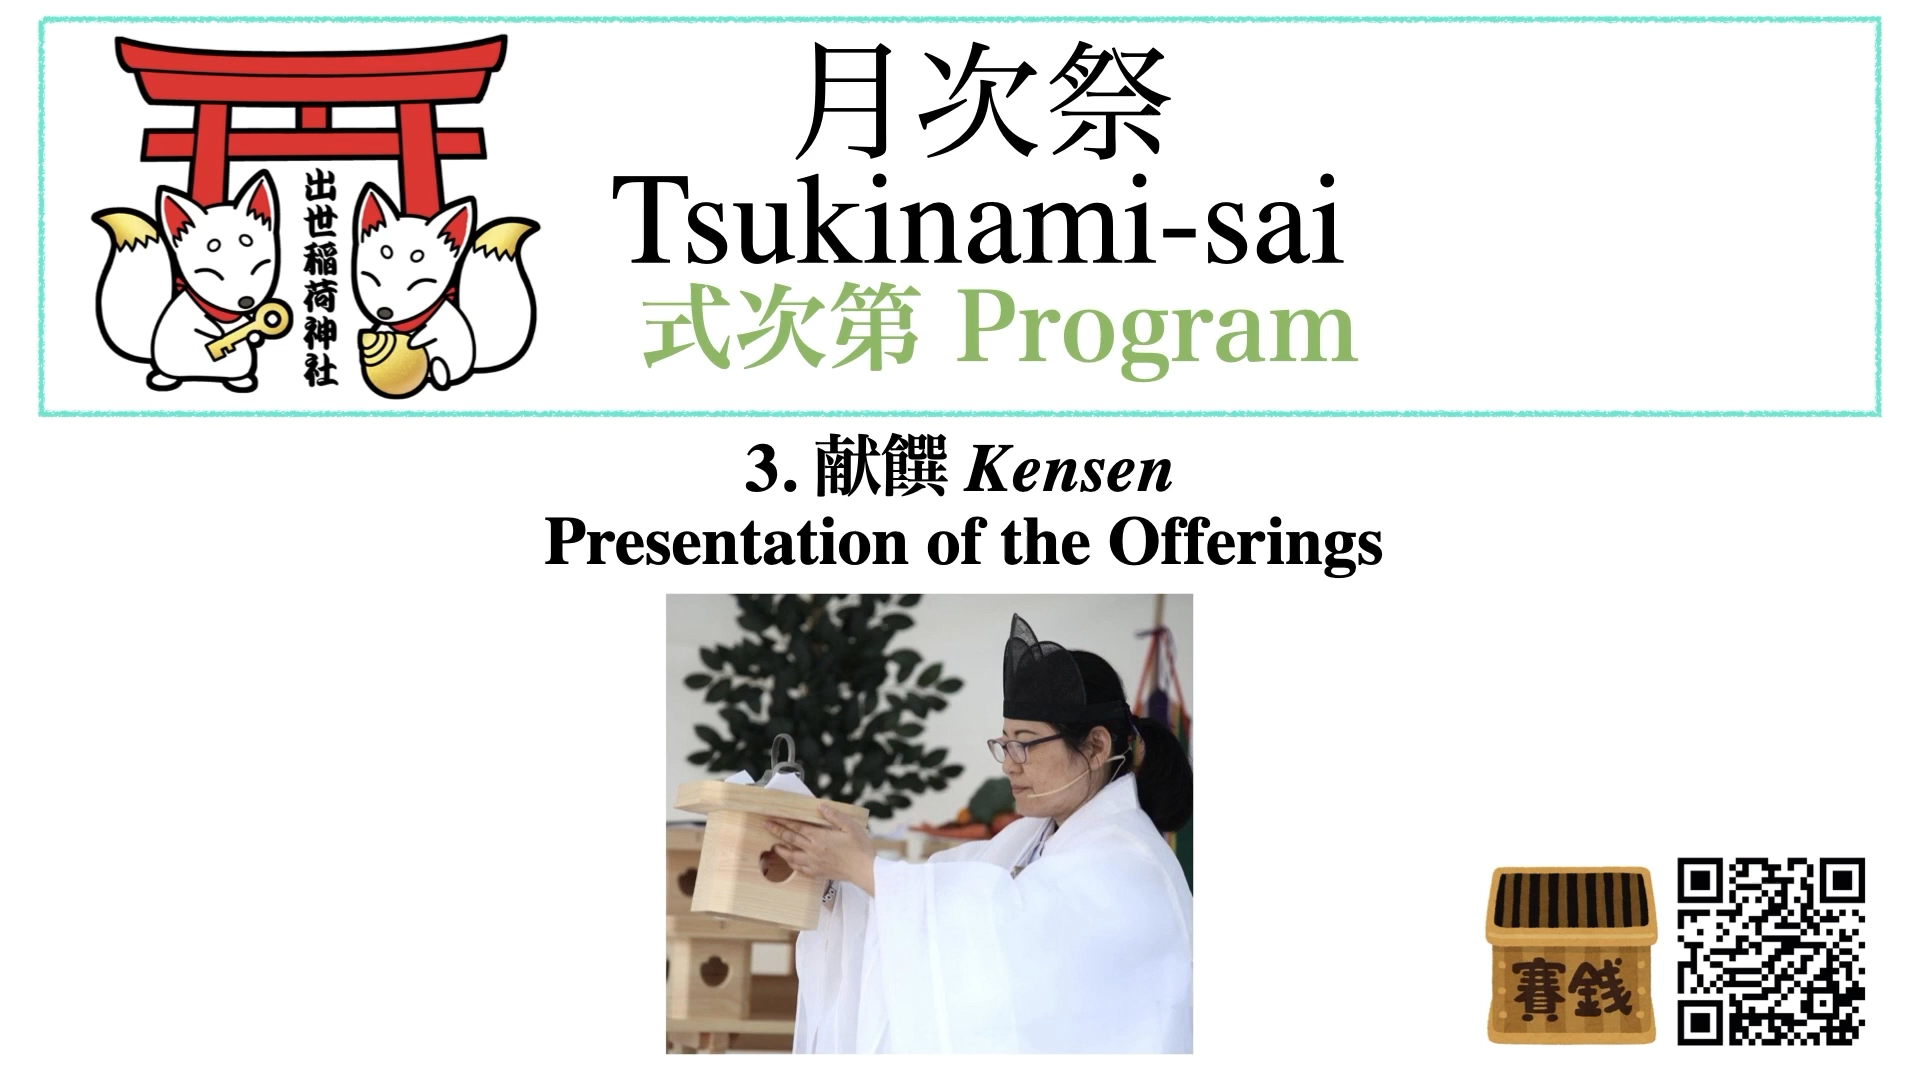 月次祭
Tsukinami-sai
式次第 Program
出世稲荷神社
3. 献饌 Kensen
Presentation of the Offerings
賽銭